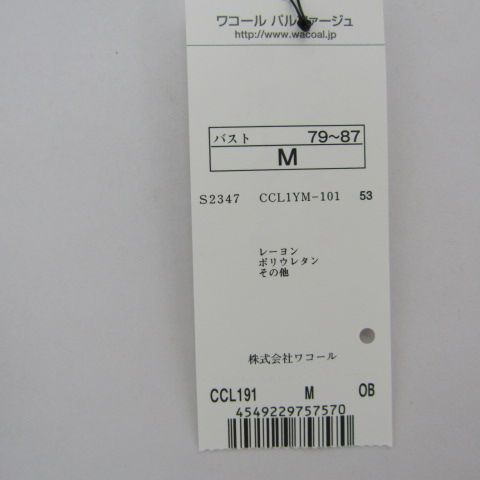 ワコール パルファージュ
http://www.wacoal.jp
バスト 79~87
M
S2347 CCL1YM-101 53
レーヨン
ポリウレタン
その他
株式会社ワコール
CCL191 M OB
4549229757570